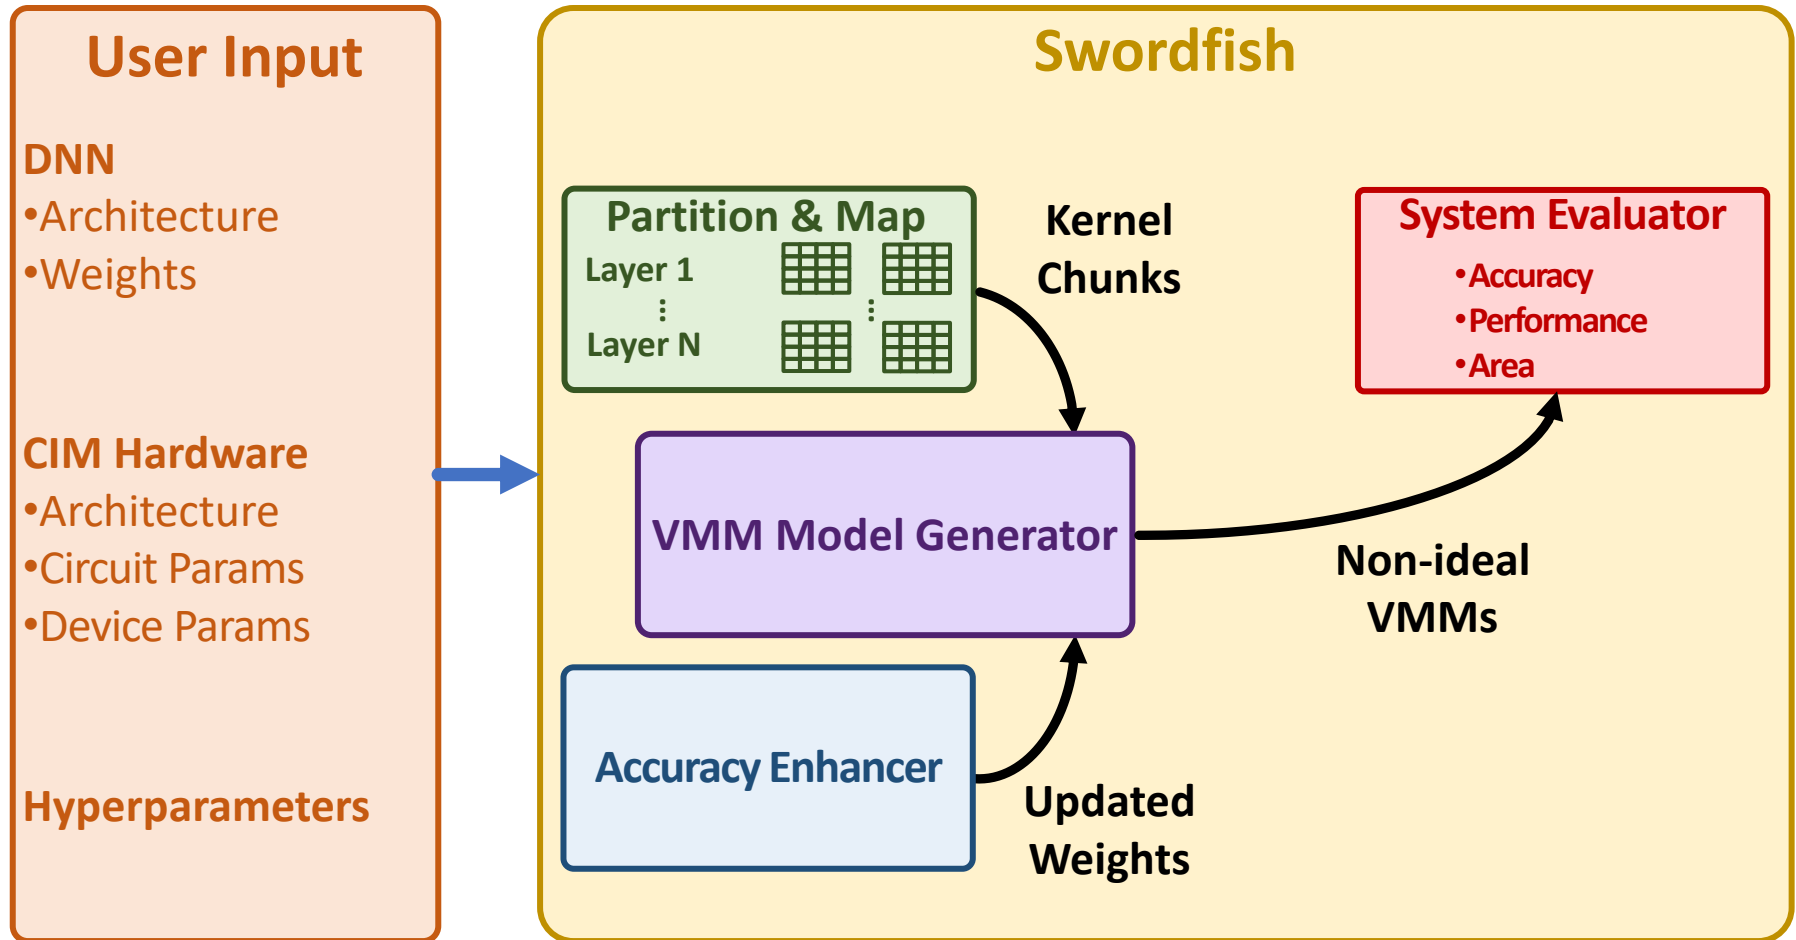 User Input
DNN
•Architecture
•Weights
CIM Hardware
•Architecture
•Circuit Params
•Device Params
Hyperparameters
Swordfish
Partition & Map
Layer 1
Layer N
Kernel
Chunks
System Evaluator
•Accuracy
•Performance
•Area
VMM Model Generator
Non-ideal
VMMs
Accuracy Enhancer
Updated
Weights